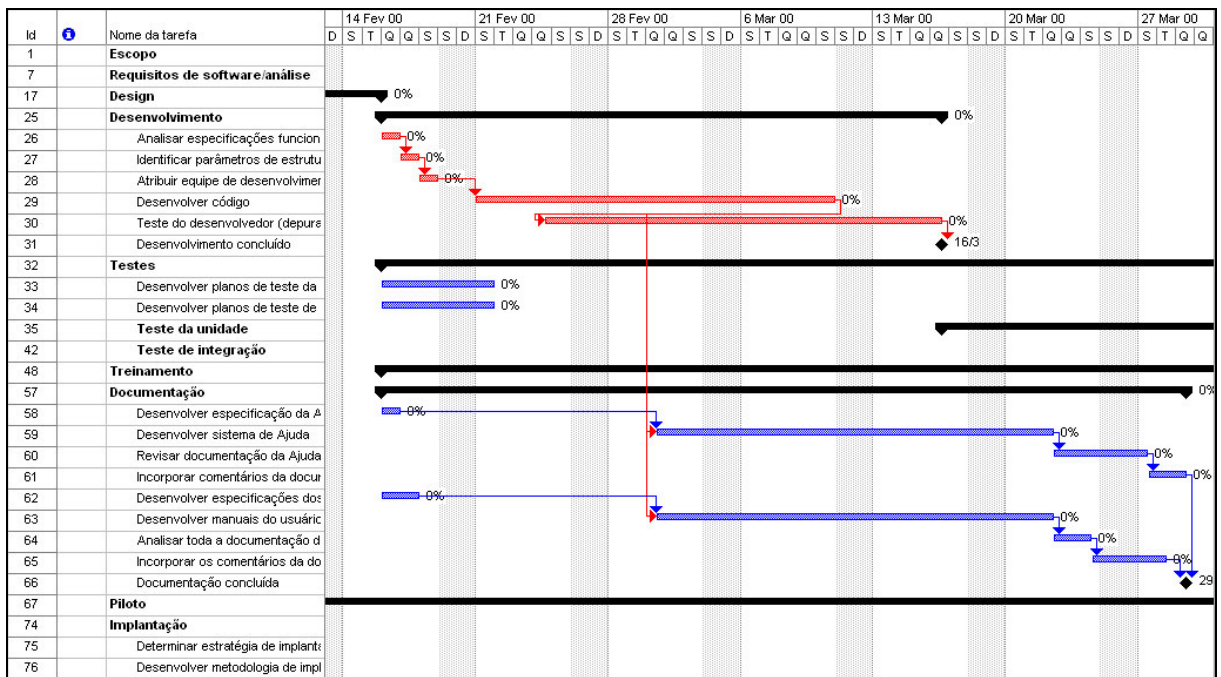 14 Fev 00 21 Fev 00 28 Fev 00 6 Mar 00 13 Mar 00 20 Mar 00 27 Mar 00
Id Nome da tarefa D S T Q Q S S D S T Q Q S S D S T Q Q S S D S T Q Q S S D S T Q Q S S D S T Q Q S S D S T Q Q
1 Escopo
7 Requisitos de software/análise
17 Design 0%
25 Desenvolvimento 0%
26 Analisar especificações funcion 0%
27 Identificar parâmetros de estrutu 0%
28 Atribuir equipe de desenvolvimer 0%
29 Desenvolver código 0%
30 Teste do desenvolvedor (depura 0%
31 Desenvolvimento concluído 16/3
32 Testes
33 Desenvolver planos de teste da 0%
34 Desenvolver planos de teste de 0%
35 Teste da unidade
42 Teste de integração
48 Treinamento
57 Documentação 0%
58 Desenvolver especificação da A 0%
59 Desenvolver sistema de Ajuda 0%
60 Revisar documentação da Ajuda 0%
61 Incorporar comentários da docur 0%
62 Desenvolver especificações dos 0%
63 Desenvolver manuais do usuáric 0%
64 Analisar toda a documentação d 0%
65 Incorporar os comentários da do 0%
66 Documentação concluída 29
67 Piloto
74 Implantação
75 Determinar estratégia de implanta
76 Desenvolver metodologia de impl